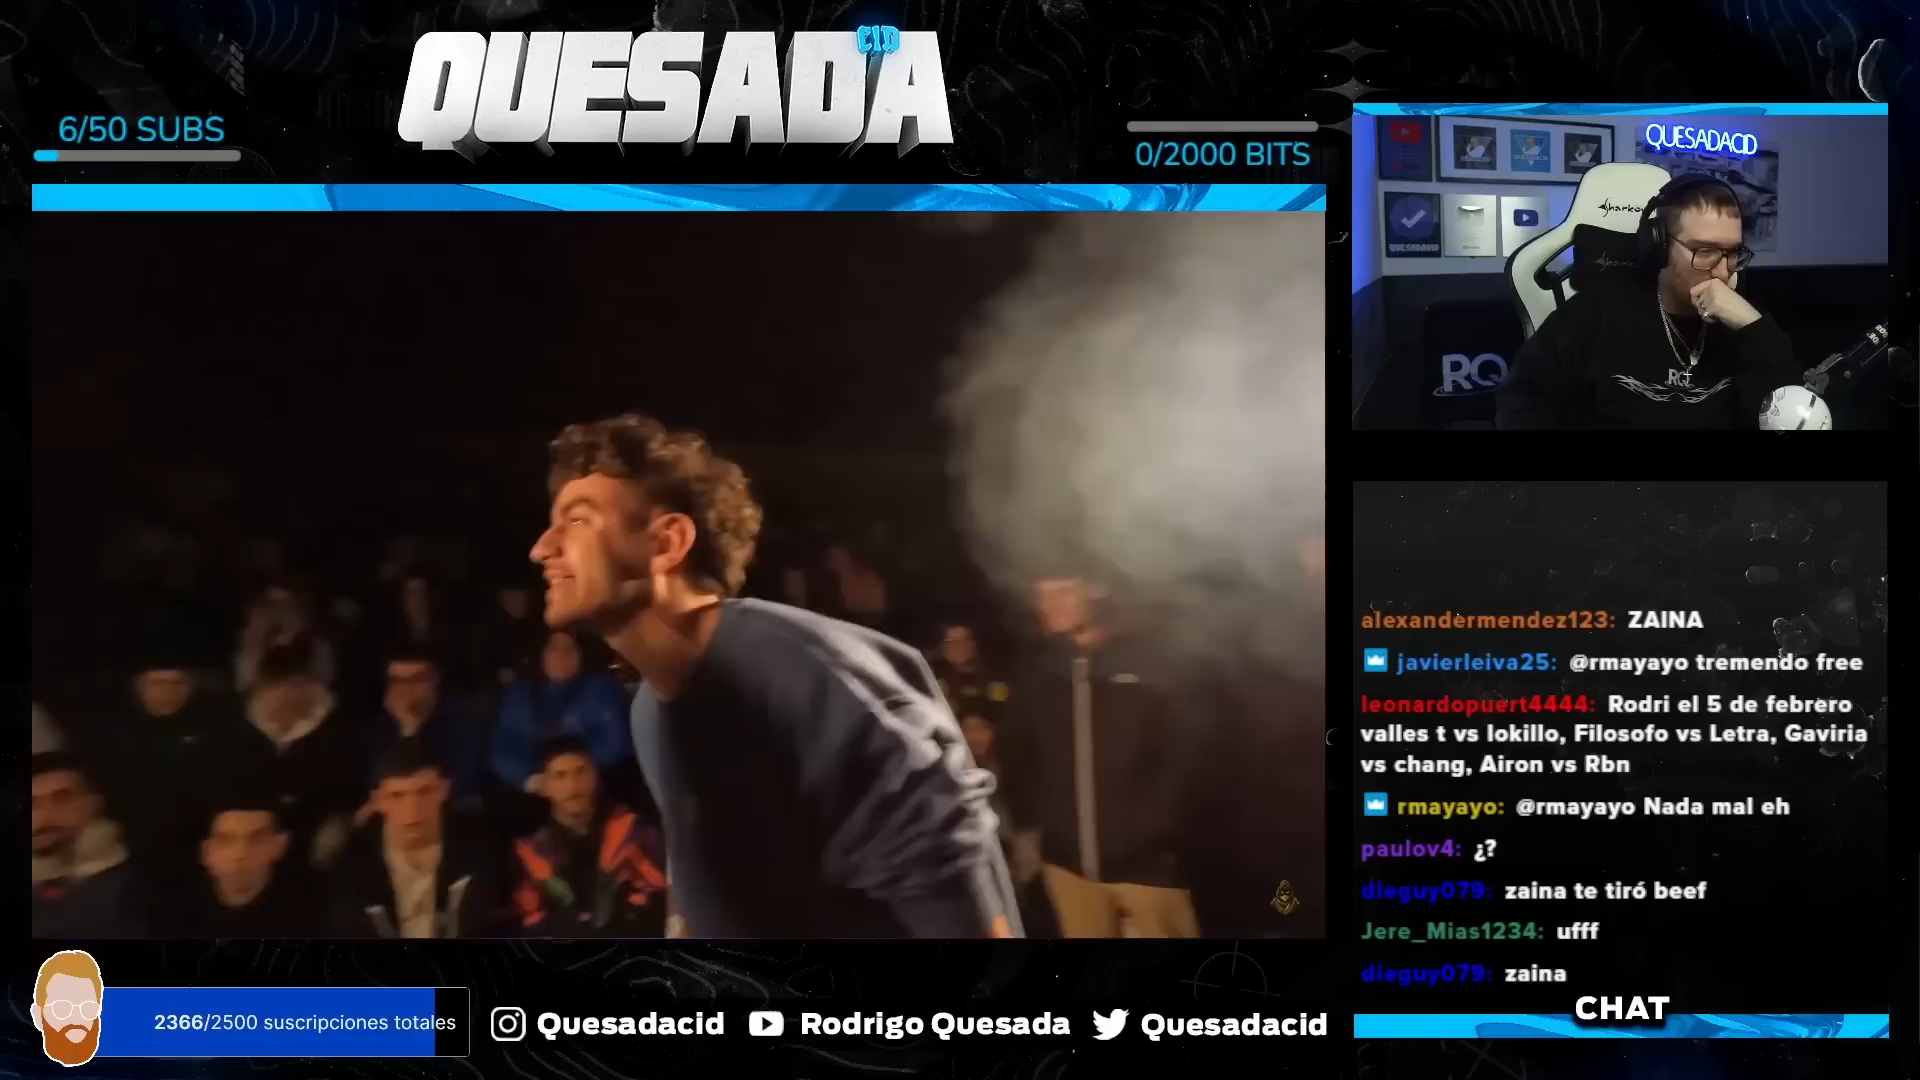 CID
QUESADA
6/50 SUBS
0/2000 BITS
QUESADACID
QUESADACID
RQ
alexandermendez123: ZAINA
javierleiva25: @rmayayo tremendo free
leonardopuert4444: Rodri el 5 de febrero
valles t vs lokillo, Filosofo vs Letra, Gaviria
vs chang, Airon vs Rbn
rmayayo: @rmayayo Nada mal eh
paulov4: ¿?
dieguy079: zaina te tiró beef
Jere_Mias1234: ufff
dieguy079: zaina
CHAT
2366/2500 suscripciones totales
Quesadacid
Rodrigo Quesada
Quesadacid